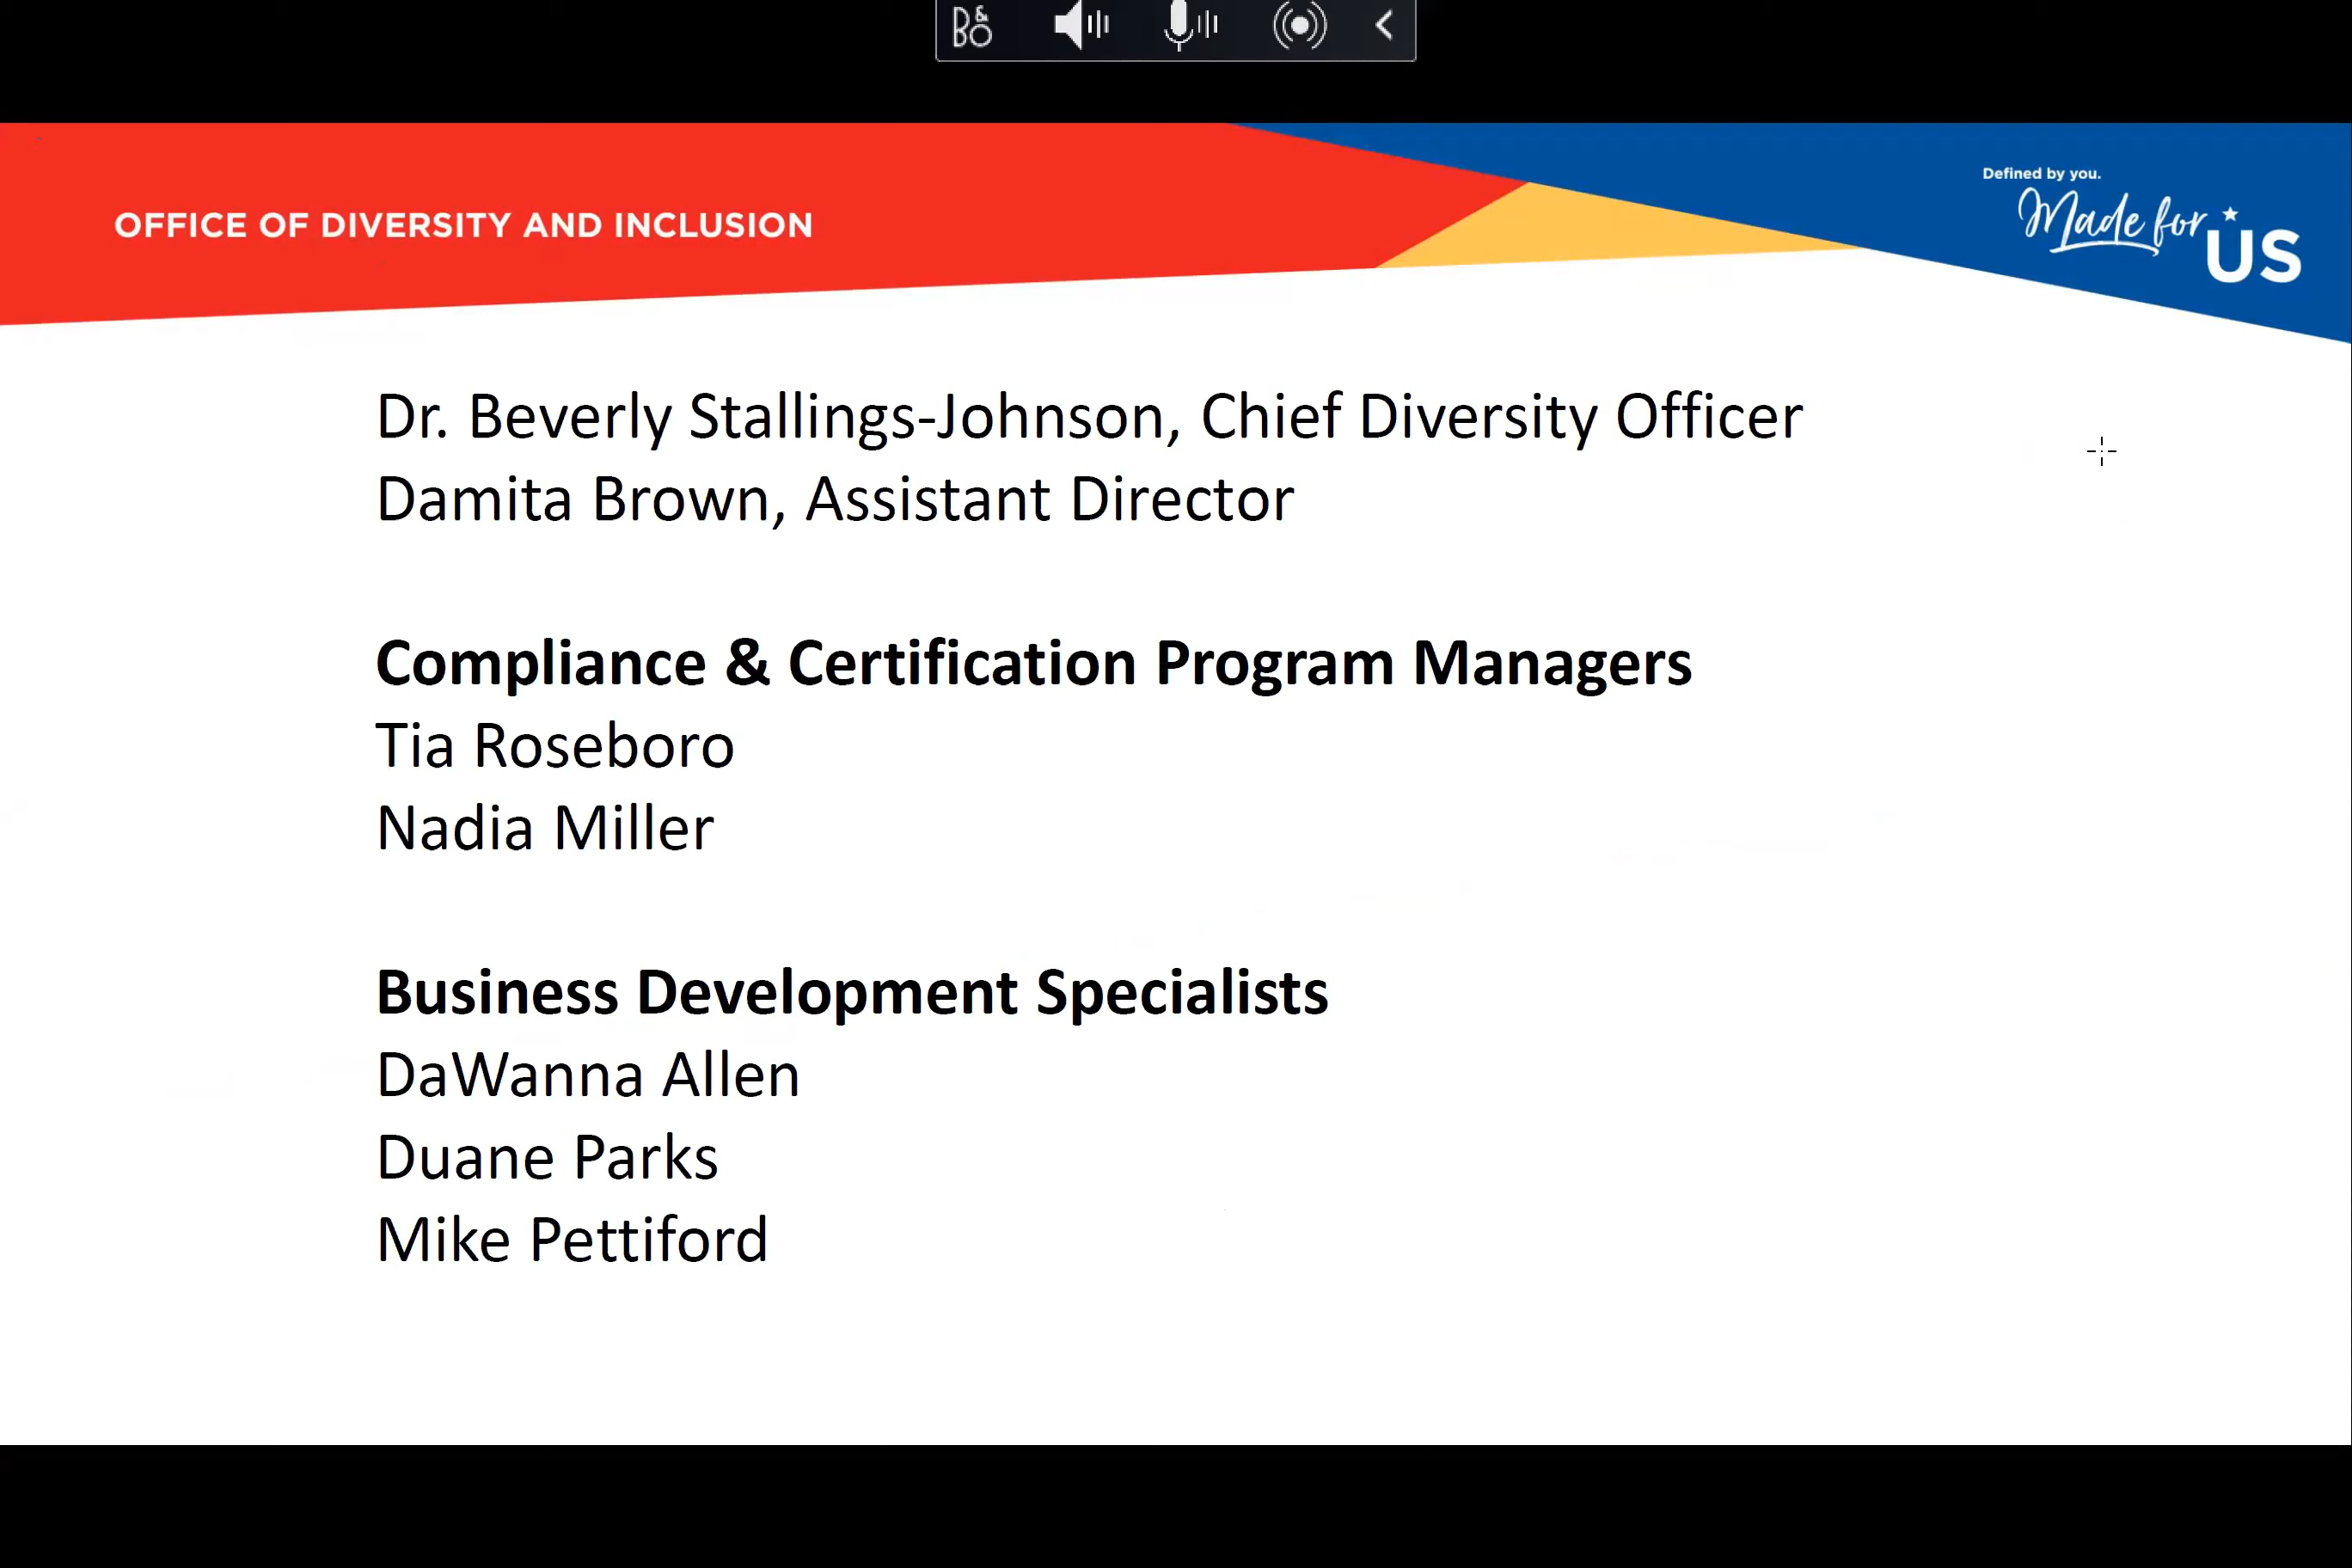 B&O
OFFICE OF DIVERSITY AND INCLUSION
Defined by you.
Made for US
Dr. Beverly Stallings-Johnson, Chief Diversity Officer
Damita Brown, Assistant Director
Compliance & Certification Program Managers
Tia Roseboro
Nadia Miller
Business Development Specialists
DaWanna Allen
Duane Parks
Mike Pettiford